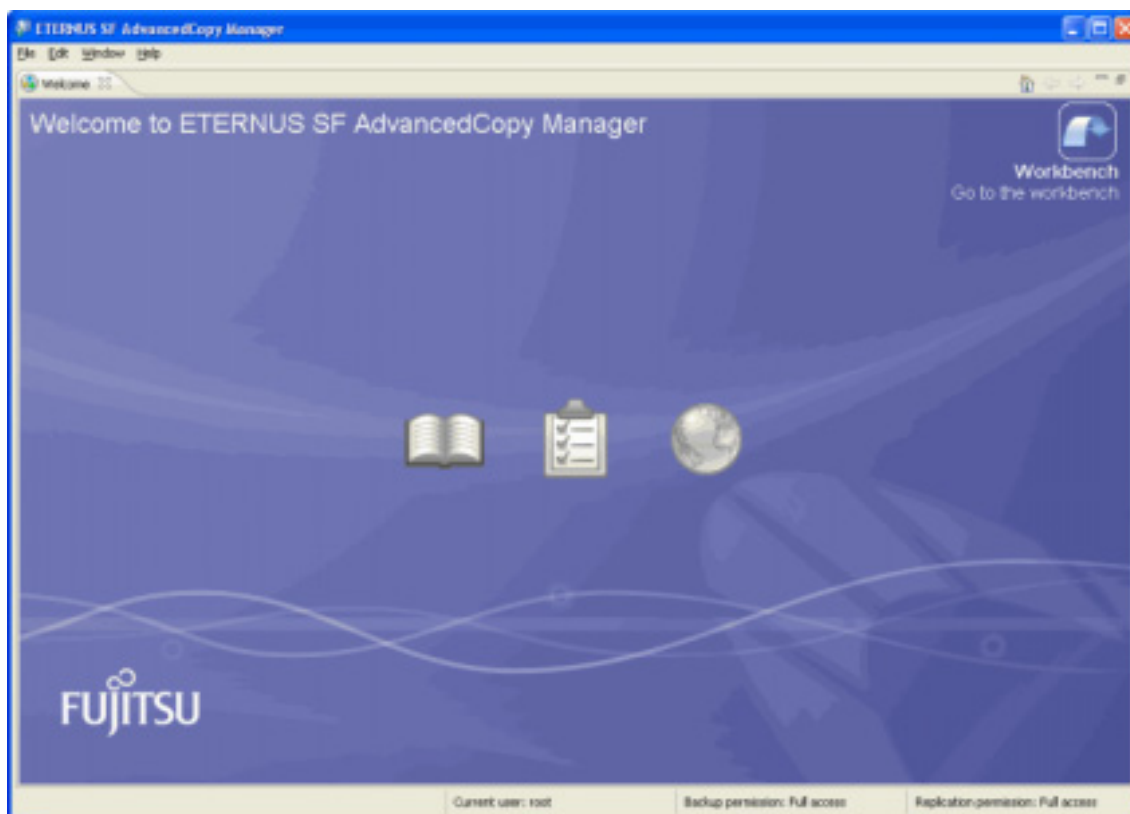 ETERNUS SF AdvancedCopy Manager
File Edit Window Help
Welcome
Welcome to ETERNUS SF AdvancedCopy Manager
Workbench
Go to the workbench
FUJITSU
Current user: root Backup permission: Full access Replication permission: Full access